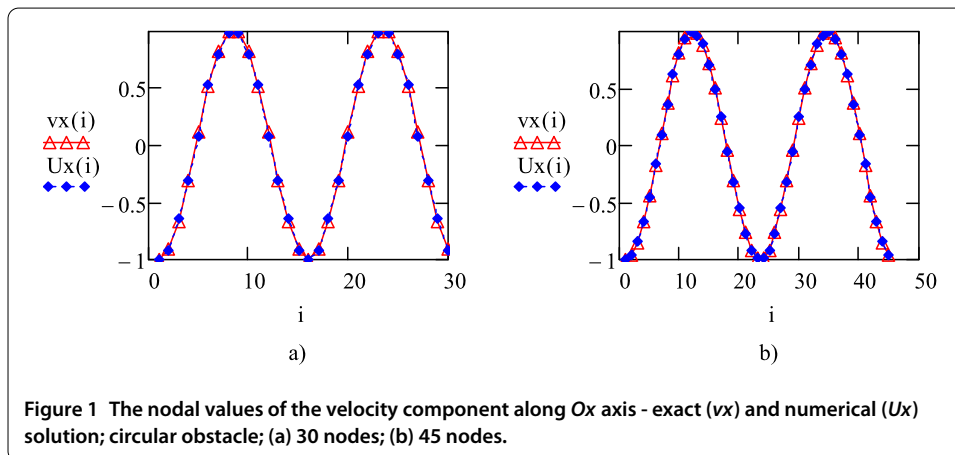 0.5
vx(i)
0
Ux(i)
−0.5
−1
0 10 20 30
i
a)
0.5
vx(i)
0
Ux(i)
−0.5
−1
0 10 20 30 40 50
i
b)
Figure 1 The nodal values of the velocity component along Ox axis - exact (vx) and numerical (Ux)
solution; circular obstacle; (a) 30 nodes; (b) 45 nodes.